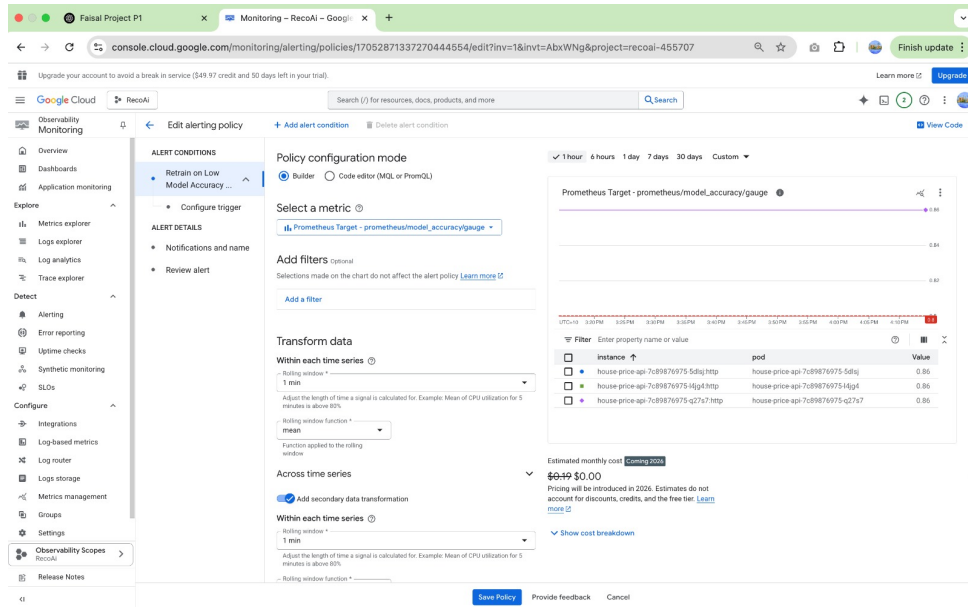 Faisal Project P1
Monitoring – RecoAi – Google
console.cloud.google.com/monitoring/alerting/policies/17052871337270444554/edit?inv=1&invt=AbxWNg&project=recoai-455707
Finish update
Upgrade your account to avoid a break in service ($49.97 credit and 50 days left in your trial).
Learn more
Upgrade
Google Cloud
RecoAi
Search (/) for resources, docs, products, and more
Search
2
Observability
Monitoring
Edit alerting policy
+ Add alert condition
Delete alert condition
View Code
Overview
Dashboards
Application monitoring
Explore
Metrics explorer
Logs explorer
Log analytics
Trace explorer
Detect
Alerting
Error reporting
Uptime checks
Synthetic monitoring
SLOs
Configure
Integrations
Log-based metrics
Log router
Logs storage
Metrics management
Groups
Settings
Observability Scopes
RecoAi
Release Notes
ALERT CONDITIONS
Retrain on Low
Model Accuracy ...
Configure trigger
ALERT DETAILS
Notifications and name
Review alert
Policy configuration mode
Builder
Code editor (MQL or PromQL)
Select a metric
Prometheus Target - prometheus/model_accuracy/gauge
Add filters Optional
Selections made on the chart do not affect the alert policy Learn more
Add a filter
Transform data
Within each time series
Rolling window *
1 min
Adjust the length of time a signal is calculated for. Example: Mean of CPU utilization for 5
minutes is above 80%
Rolling window function *
mean
Function applied to the rolling
window
Across time series
Add secondary data transformation
Within each time series
Rolling window *
1 min
Adjust the length of time a signal is calculated for. Example: Mean of CPU utilization for 5
minutes is above 80%
Rolling window function *
1 hour 6 hours 1 day 7 days 30 days Custom
Prometheus Target - prometheus/model_accuracy/gauge
0.86
0.84
0.82
0.8
UTC+10 3:20 PM 3:25 PM 3:30 PM 3:35 PM 3:40 PM 3:45 PM 3:50 PM 3:55 PM 4:00 PM 4:05 PM 4:10 PM
Filter Enter property name or value
instance pod Value
house-price-api-7c89876975-5dlsj:http house-price-api-7c89876975-5dlsj 0.86
house-price-api-7c89876975-l4jg4:http house-price-api-7c89876975-l4jg4 0.86
house-price-api-7c89876975-q27s7:http house-price-api-7c89876975-q27s7 0.86
Estimated monthly cost Coming 2026
$0.19 $0.00
Pricing will be introduced in 2026. Estimates do not
account for discounts, credits, and the free tier. Learn
more
Show cost breakdown
Save Policy
Provide feedback
Cancel